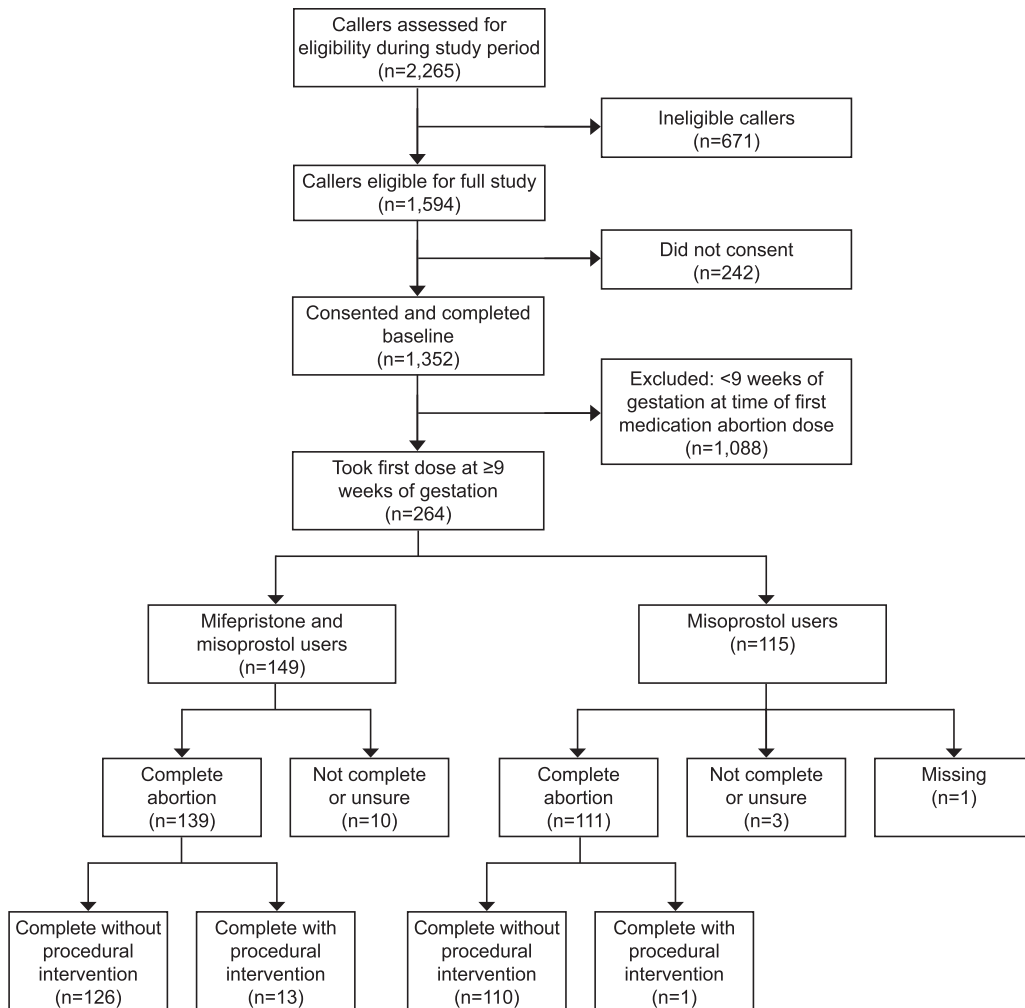 Callers assessed for
eligibility during study period
(n=2,265)
Ineligible callers
(n=671)
Callers eligible for full study
(n=1,594)
Did not consent
(n=242)
Consented and completed
baseline
(n=1,352)
Excluded: <9 weeks of
gestation at time of first
medication abortion dose
(n=1,088)
Took first dose at ≥9
weeks of gestation
(n=264)
Mifepristone and
misoprostol users
(n=149)
Misoprostol users
(n=115)
Complete
abortion
(n=139)
Not complete
or unsure
(n=10)
Complete
abortion
(n=111)
Not complete
or unsure
(n=3)
Missing
(n=1)
Complete without
procedural
intervention
(n=126)
Complete with
procedural
intervention
(n=13)
Complete without
procedural
intervention
(n=110)
Complete with
procedural
intervention
(n=1)